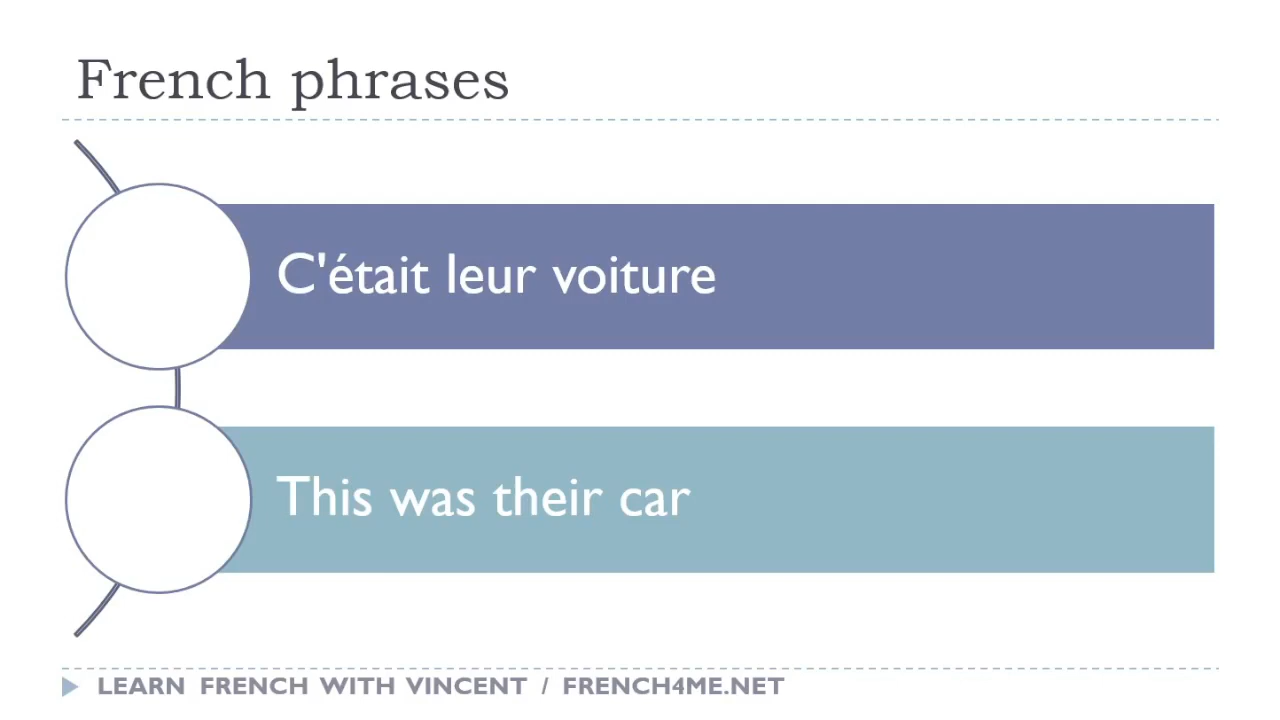 French phrases
C'était leur voiture
This was their car
LEARN FRENCH WITH VINCENT / FRENCH4ME.NET